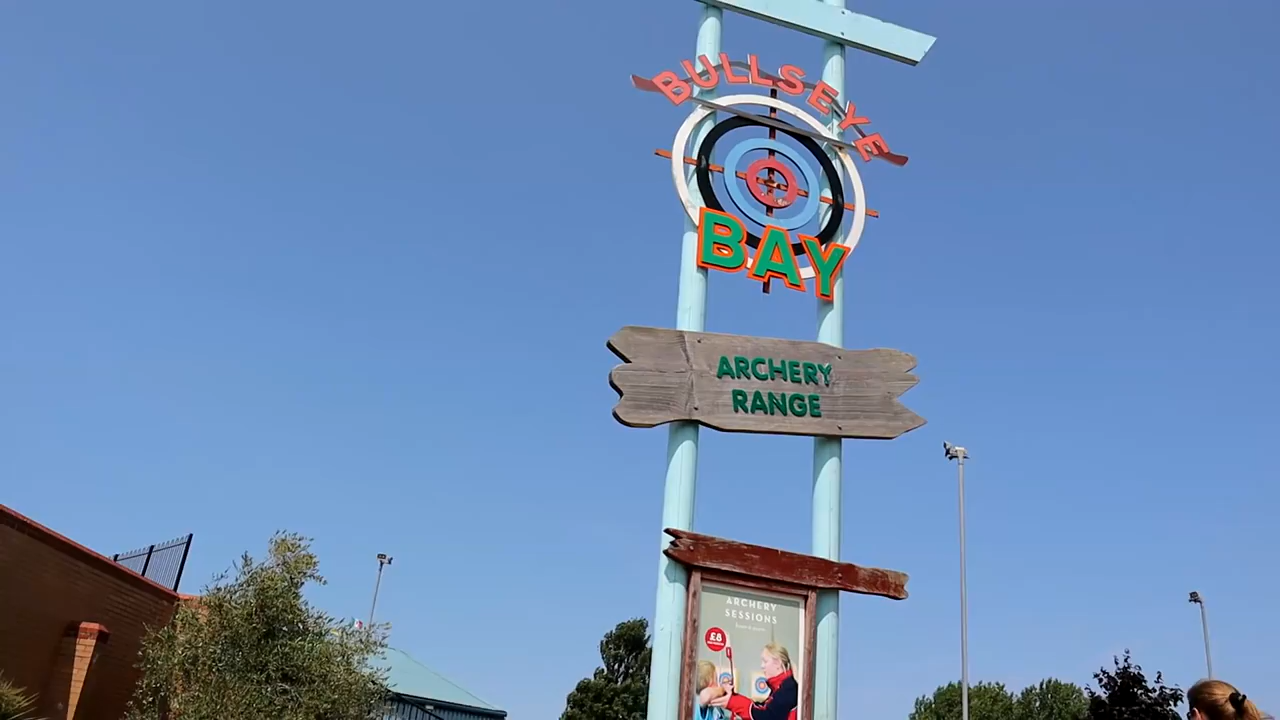 BULLSEYE
BAY
ARCHERY
RANGE
ARCHERY
SESSIONS
£8